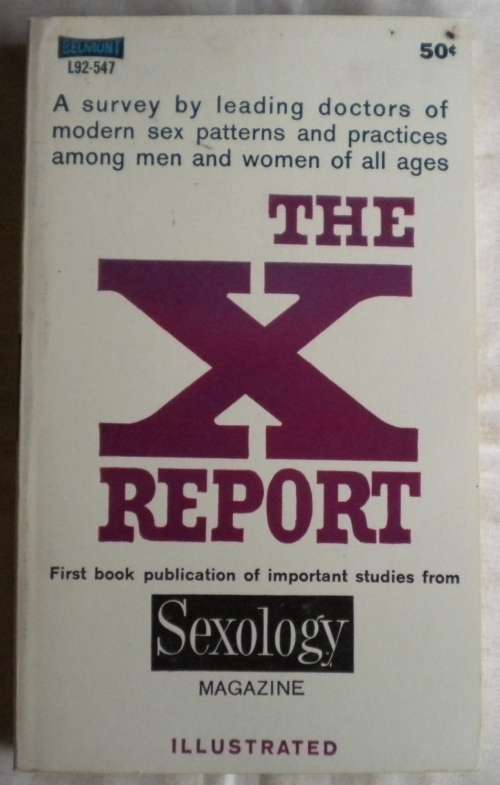 BELMONT
L92-547
50¢
A survey by leading doctors of
modern sex patterns and practices
among men and women of all ages
THE
X
REPORT
First book publication of important studies from
Sexology
MAGAZINE
ILLUSTRATED